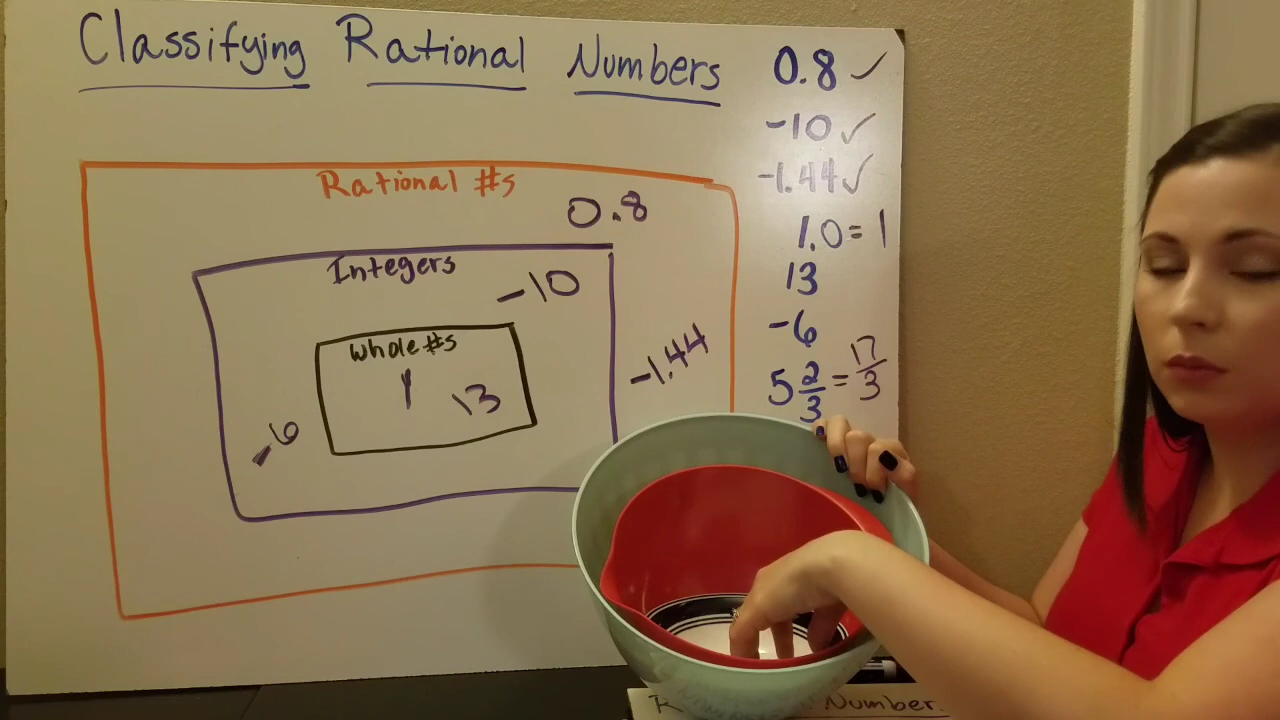 Classifying Rational Numbers
Rational #s
0.8
Integers
-10
Whole #s
1 13
-1.44
-6
0.8 ✓
-10 ✓
-1.44 ✓
1.0 = 1
13
-6
5 2/3 = 17/3
Number